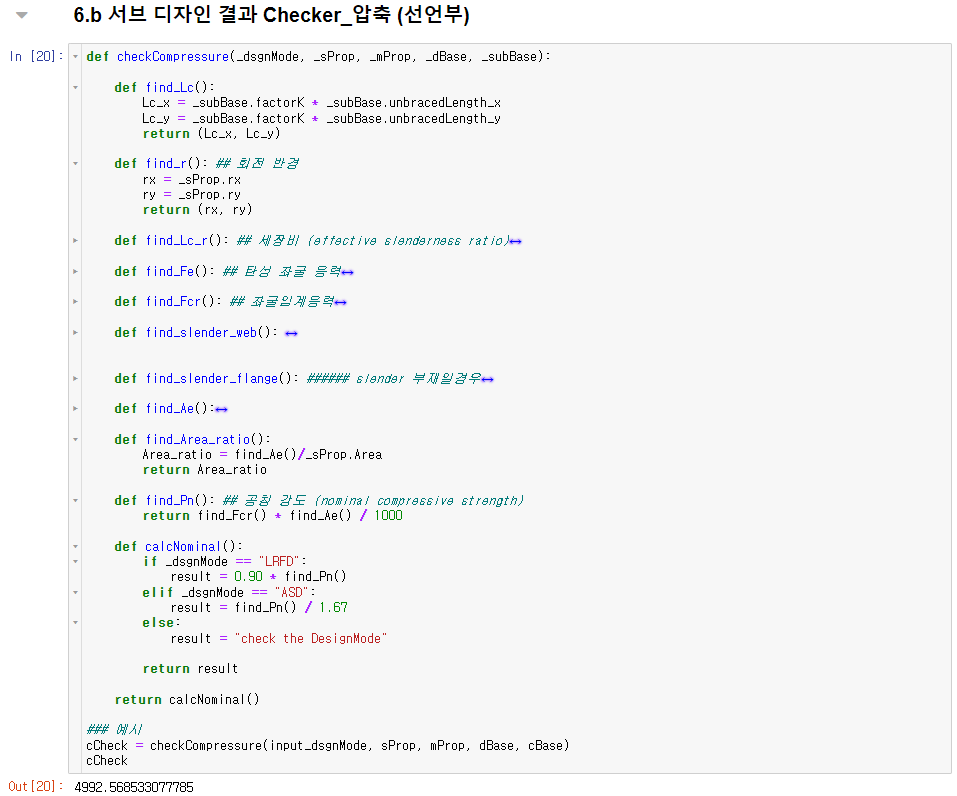 6.b 서브 디자인 결과 Checker_압축 (선언부)
In [20]:
def checkCompressure(_dsgnMode, _sProp, _mProp, _dBase, _subBase):
def find_Lc():
Lc_x = _subBase.factorK * _subBase.unbracedLength_x
Lc_y = _subBase.factorK * _subBase.unbracedLength_y
return (Lc_x, Lc_y)
def find_r(): ## 회전 반경
rx = _sProp.rx
ry = _sProp.ry
return (rx, ry)
def find_Lc_r(): ## 세장비 (effective slenderness ratio)
def find_Fe(): ## 탄성 좌굴 응력
def find_Fcr(): ## 좌굴임계응력
def find_slender_web():
def find_slender_flange(): ###### slender 부재일경우
def find_Ae():
def find_Area_ratio():
Area_ratio = find_Ae()/_sProp.Area
return Area_ratio
def find_Pn(): ## 공칭 강도 (nominal compressive strength)
return find_Fcr() * find_Ae() / 1000
def calcNominal():
if _dsgnMode == "LRFD":
result = 0.90 * find_Pn()
elif _dsgnMode == "ASD":
result = find_Pn() / 1.67
else:
result = "check the DesignMode"
return result
return calcNominal()
### 예시
cCheck = checkCompressure(input_dsgnMode, sProp, mProp, dBase, cBase)
cCheck
Out[20]: 4992.568533077785